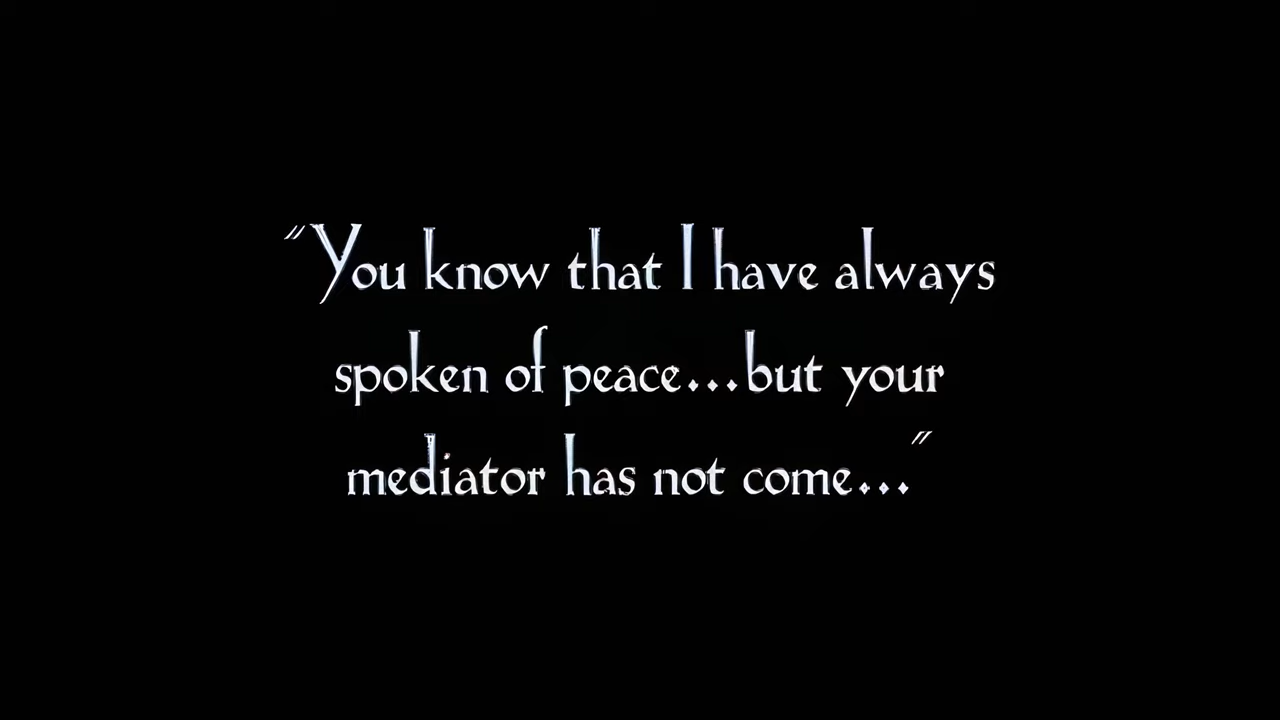 "You know that I have always
spoken of peace...but your
mediator has not come..."